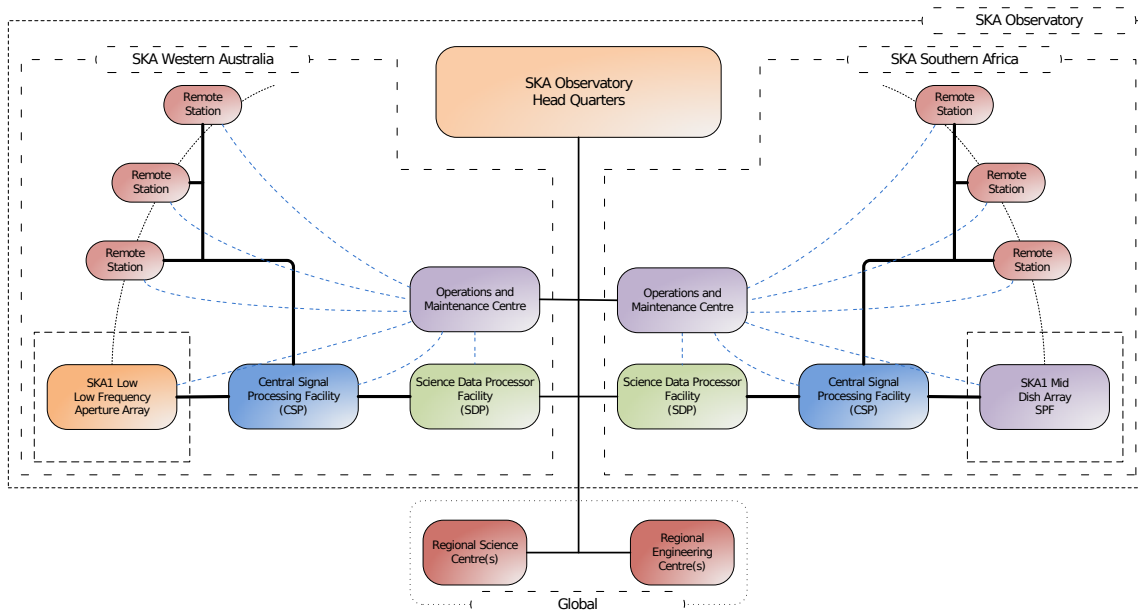 SKA Observatory
SKA Western Australia
SKA Southern Africa
SKA Observatory
Head Quarters
Remote
Station
Remote
Station
Remote
Station
Remote
Station
Remote
Station
Remote
Station
Operations and
Maintenance Centre
Operations and
Maintenance Centre
SKA1 Low
Low Frequency
Aperture Array
Central Signal
Processing Facility
(CSP)
Science Data Processor
Facility
(SDP)
Science Data Processor
Facility
(SDP)
Central Signal
Processing Facility
(CSP)
SKA1 Mid
Dish Array
SPF
Regional Science
Centre(s)
Regional
Engineering
Centre(s)
Global